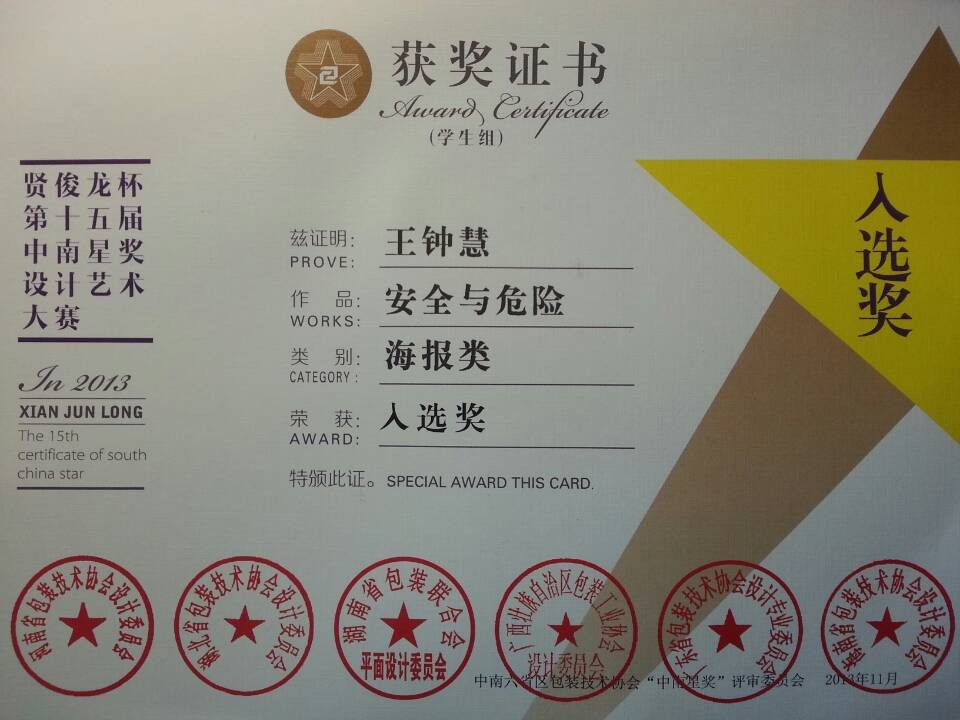 获奖证书
Award Certificate
(学生组)
贤俊龙杯
第十五届
中南星奖
设计艺术
大赛
In 2013
XIAN JUN LONG
The 15th
certificate of south
china star
兹证明:
PROVE:
王钟慧
作 品:
WORKS:
安全与危险
类 别:
CATEGORY :
海报类
荣 获:
AWARD:
入选奖
特颁此证。 SPECIAL AWARD THIS CARD.
入选奖
河南省包装技术协会设计委员会
湖北省包装技术协会设计委员会
湖南省包装联合会
平面设计委员会
广西壮族自治区包装工业协会
设计委员会
广东省包装技术协会设计专业委员会
海南省包装技术协会设计委员会
中南六省区包装技术协会“中南星奖”评审委员会 2013年11月